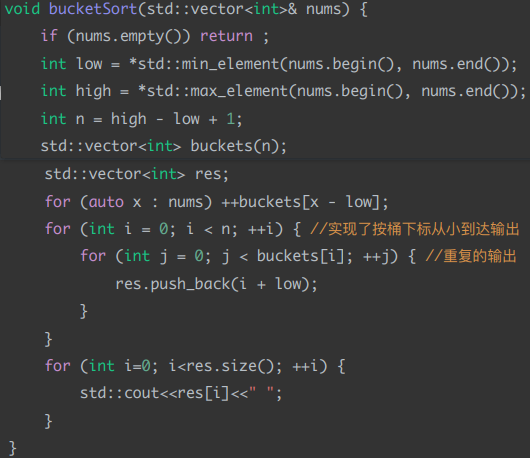 void bucketSort(std::vector<int>& nums) {
if (nums.empty()) return ;
int low = *std::min_element(nums.begin(), nums.end());
int high = *std::max_element(nums.begin(), nums.end());
int n = high - low + 1;
std::vector<int> buckets(n);
std::vector<int> res;
for (auto x : nums) ++buckets[x - low];
for (int i = 0; i < n; ++i) { //实现了按桶下标从小到达输出
for (int j = 0; j < buckets[i]; ++j) { //重复的输出
res.push_back(i + low);
}
}
for (int i=0; i<res.size(); ++i) {
std::cout<<res[i]<<" ";
}
}